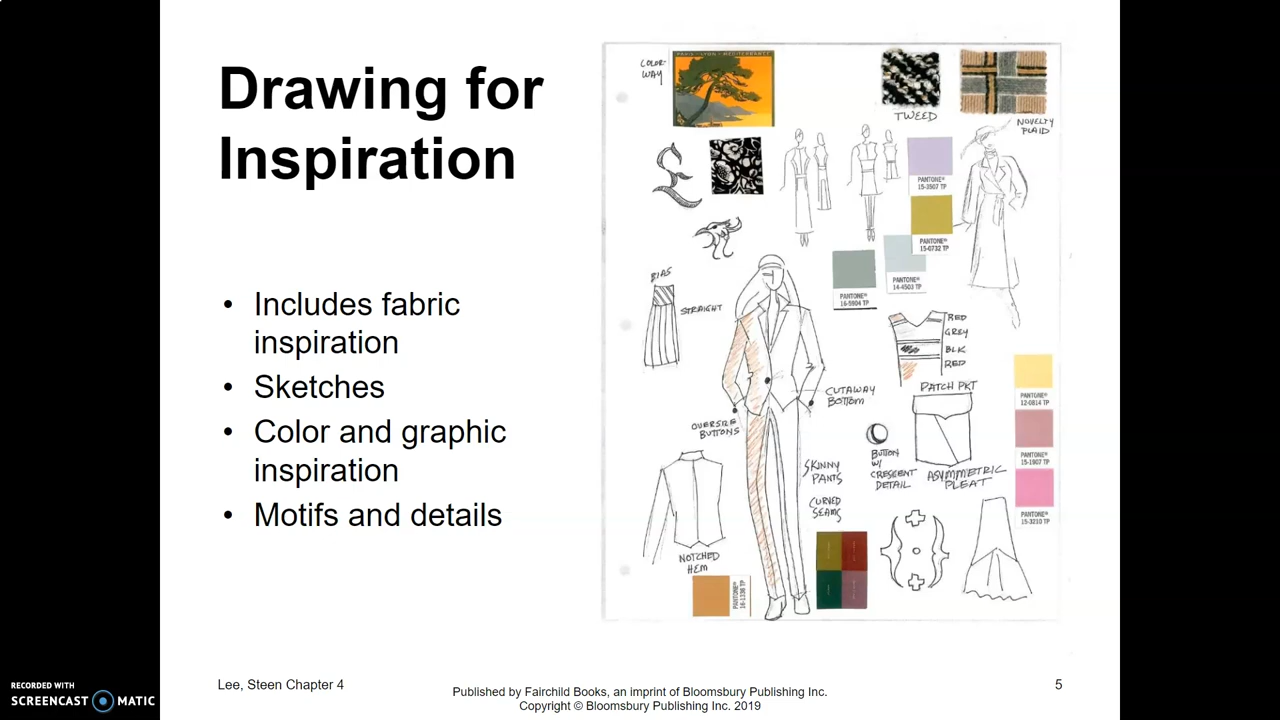 Drawing for
Inspiration
• Includes fabric
inspiration
• Sketches
• Color and graphic
inspiration
• Motifs and details
COLOR-
WAY
PARIS-LYON-MEDITERRANEE
TWEED
NOVELTY
PLAID
PANTONE®
15-3507 TP
PANTONE®
15-0732 TP
PANTONE®
14-4503 TP
PANTONE®
16-5904 TP
BIAS
STRAIGHT
RED
GREY
BLK
RED
PATCH PKT
CUTAWAY
BOTTOM
OVERSIZE
BUTTONS
BUTTON
W/
CRESCENT
DETAIL
ASYMMETRIC
PLEAT
SKINNY
PANTS
CURVED
SEAMS
PANTONE®
12-0814 TP
PANTONE®
15-1907 TP
PANTONE®
15-3210 TP
NOTCHED
HEM
PANTONE®
16-1336 TP
Lee, Steen Chapter 4
Published by Fairchild Books, an imprint of Bloomsbury Publishing Inc.
Copyright © Bloomsbury Publishing Inc. 2019
5
RECORDED WITH
SCREENCAST MATIC